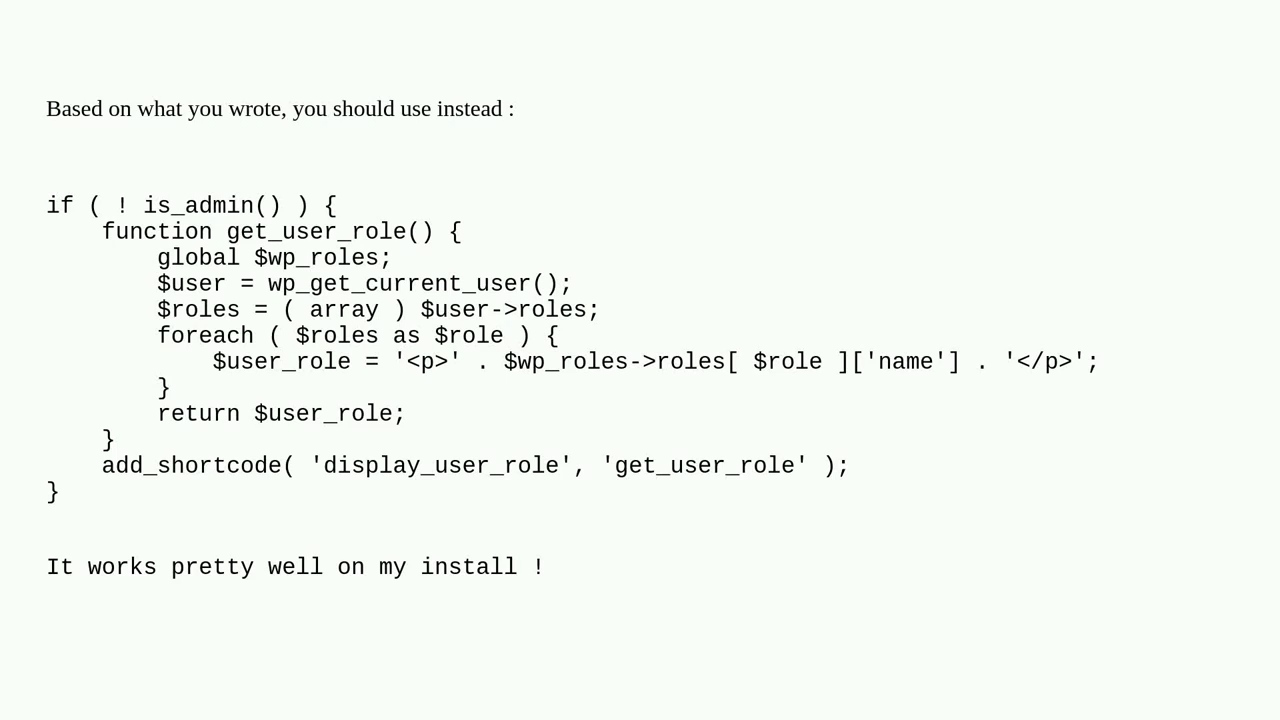 Based on what you wrote, you should use instead :
if ( ! is_admin() ) {
    function get_user_role() {
        global $wp_roles;
        $user = wp_get_current_user();
        $roles = ( array ) $user->roles;
        foreach ( $roles as $role ) {
            $user_role = '<p>' . $wp_roles->roles[ $role ]['name'] . '</p>';
        }
        return $user_role;
    }
    add_shortcode( 'display_user_role', 'get_user_role' );
}
It works pretty well on my install !